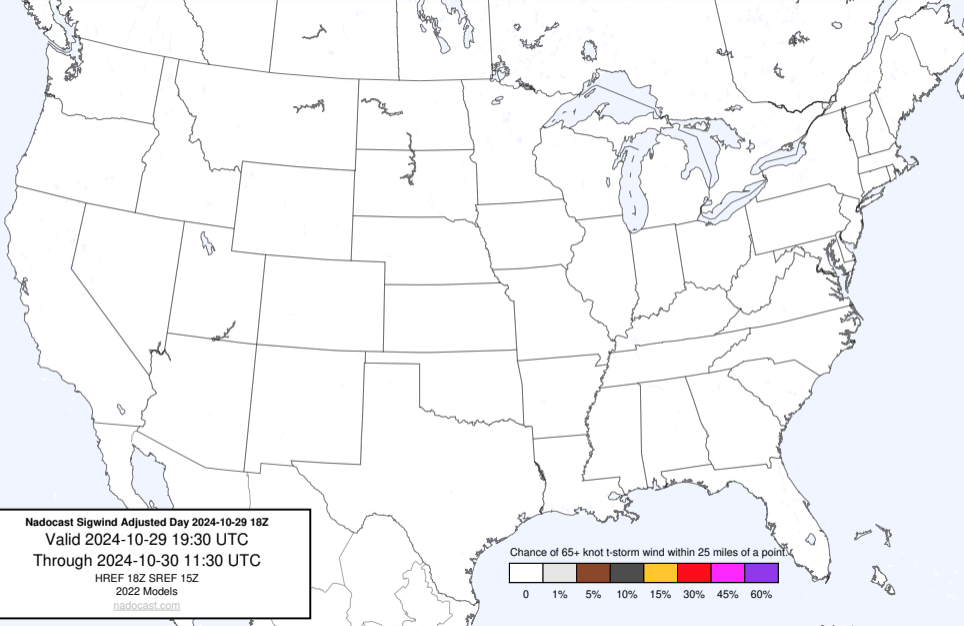 Nadocast Sigwind Adjusted Day 2024-10-29 18Z
Valid 2024-10-29 19:30 UTC
Through 2024-10-30 11:30 UTC
HREF 18Z SREF 15Z
2022 Models
nadocast.com
Chance of 65+ knot t-storm wind within 25 miles of a point.
0 1% 5% 10% 15% 30% 45% 60%